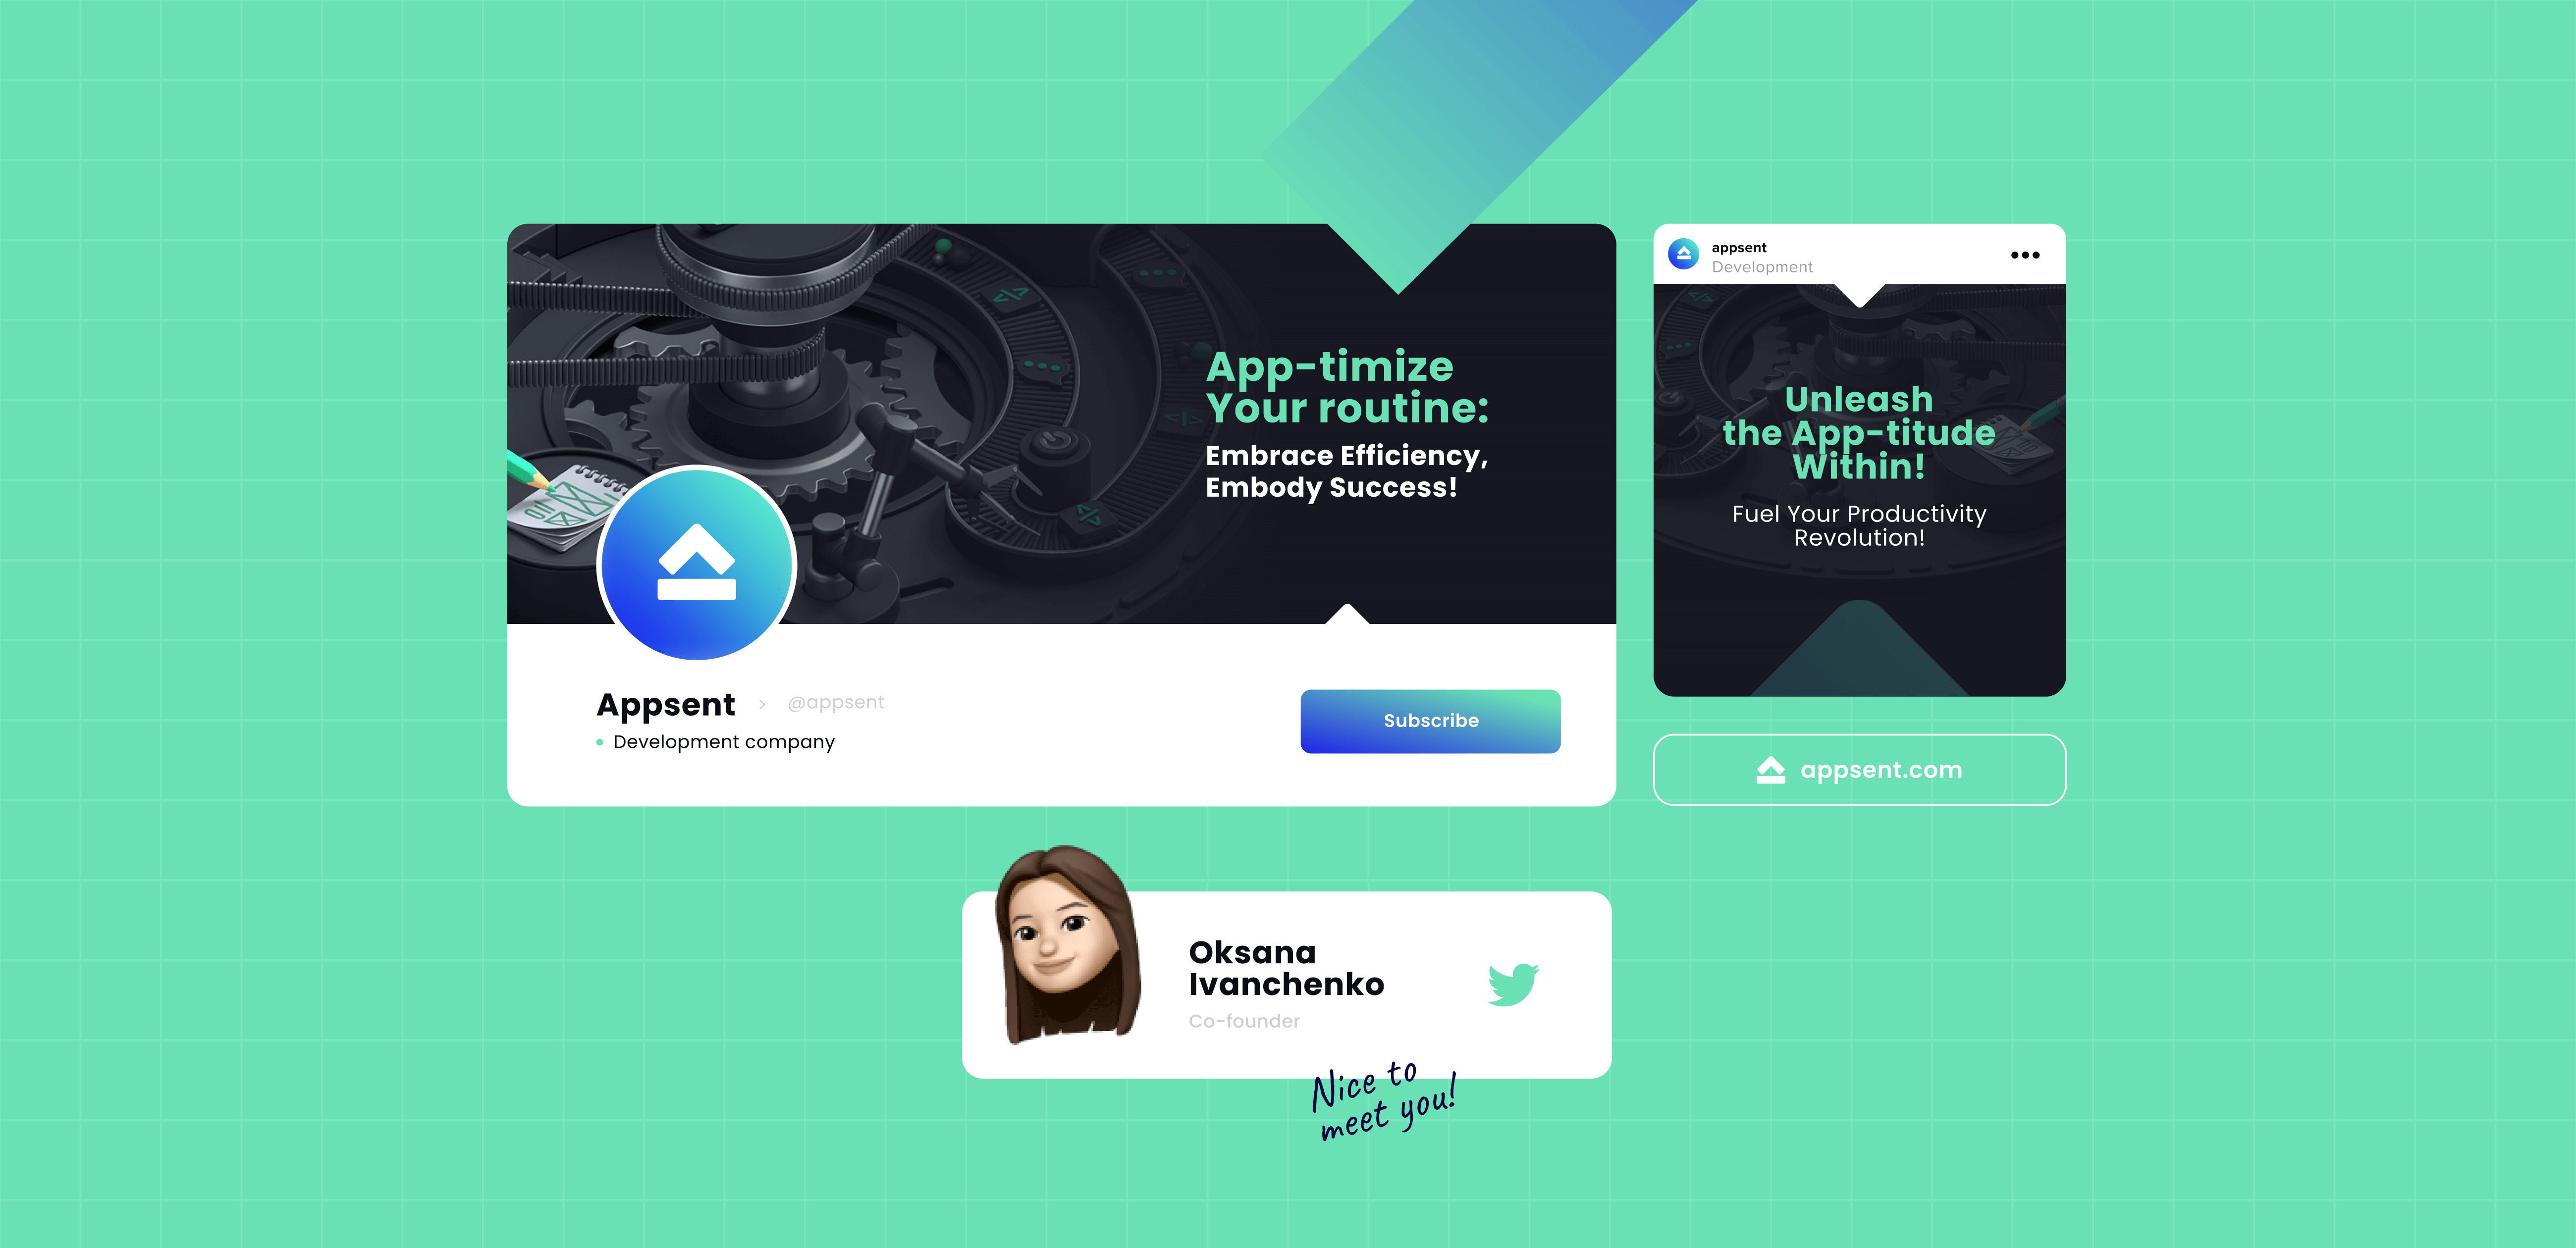 App-timize
Your routine:
Embrace Efficiency,
Embody Success!
Appsent > @appsent
Development company
Subscribe
appsent
Development
Unleash
the App-titude
Within!
Fuel Your Productivity
Revolution!
appsent.com
Oksana
Ivanchenko
Co-founder
Nice to
meet you!